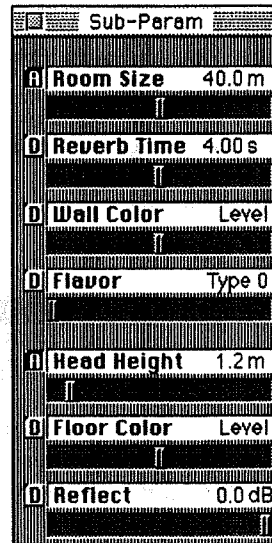 Sub-Param
A Room Size 40.0 m
D Reverb Time 4.00 s
D Wall Color Level
D Flavor Type 0
A Head Height 1.2 m
D Floor Color Level
D Reflect 0.0 dB